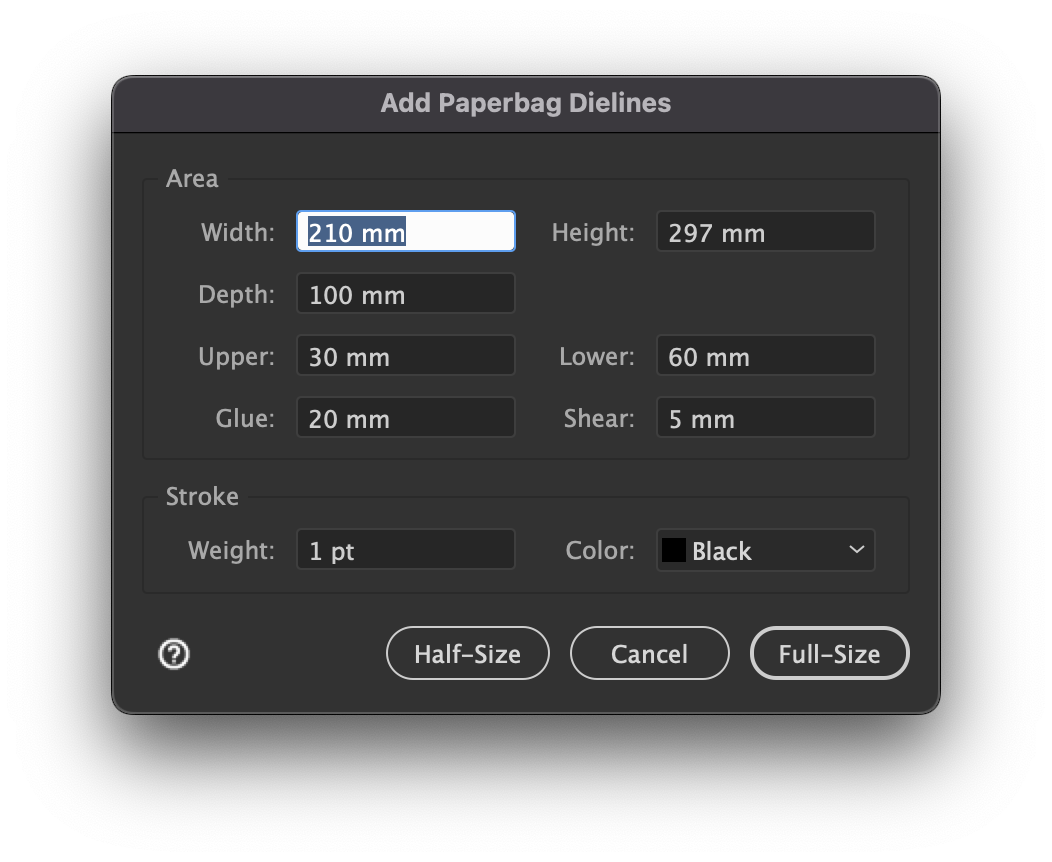 Add Paperbag Dielines
Area
Width: 210 mm Height: 297 mm
Depth: 100 mm
Upper: 30 mm Lower: 60 mm
Glue: 20 mm Shear: 5 mm
Stroke
Weight: 1 pt Color: Black
? Half-Size Cancel Full-Size